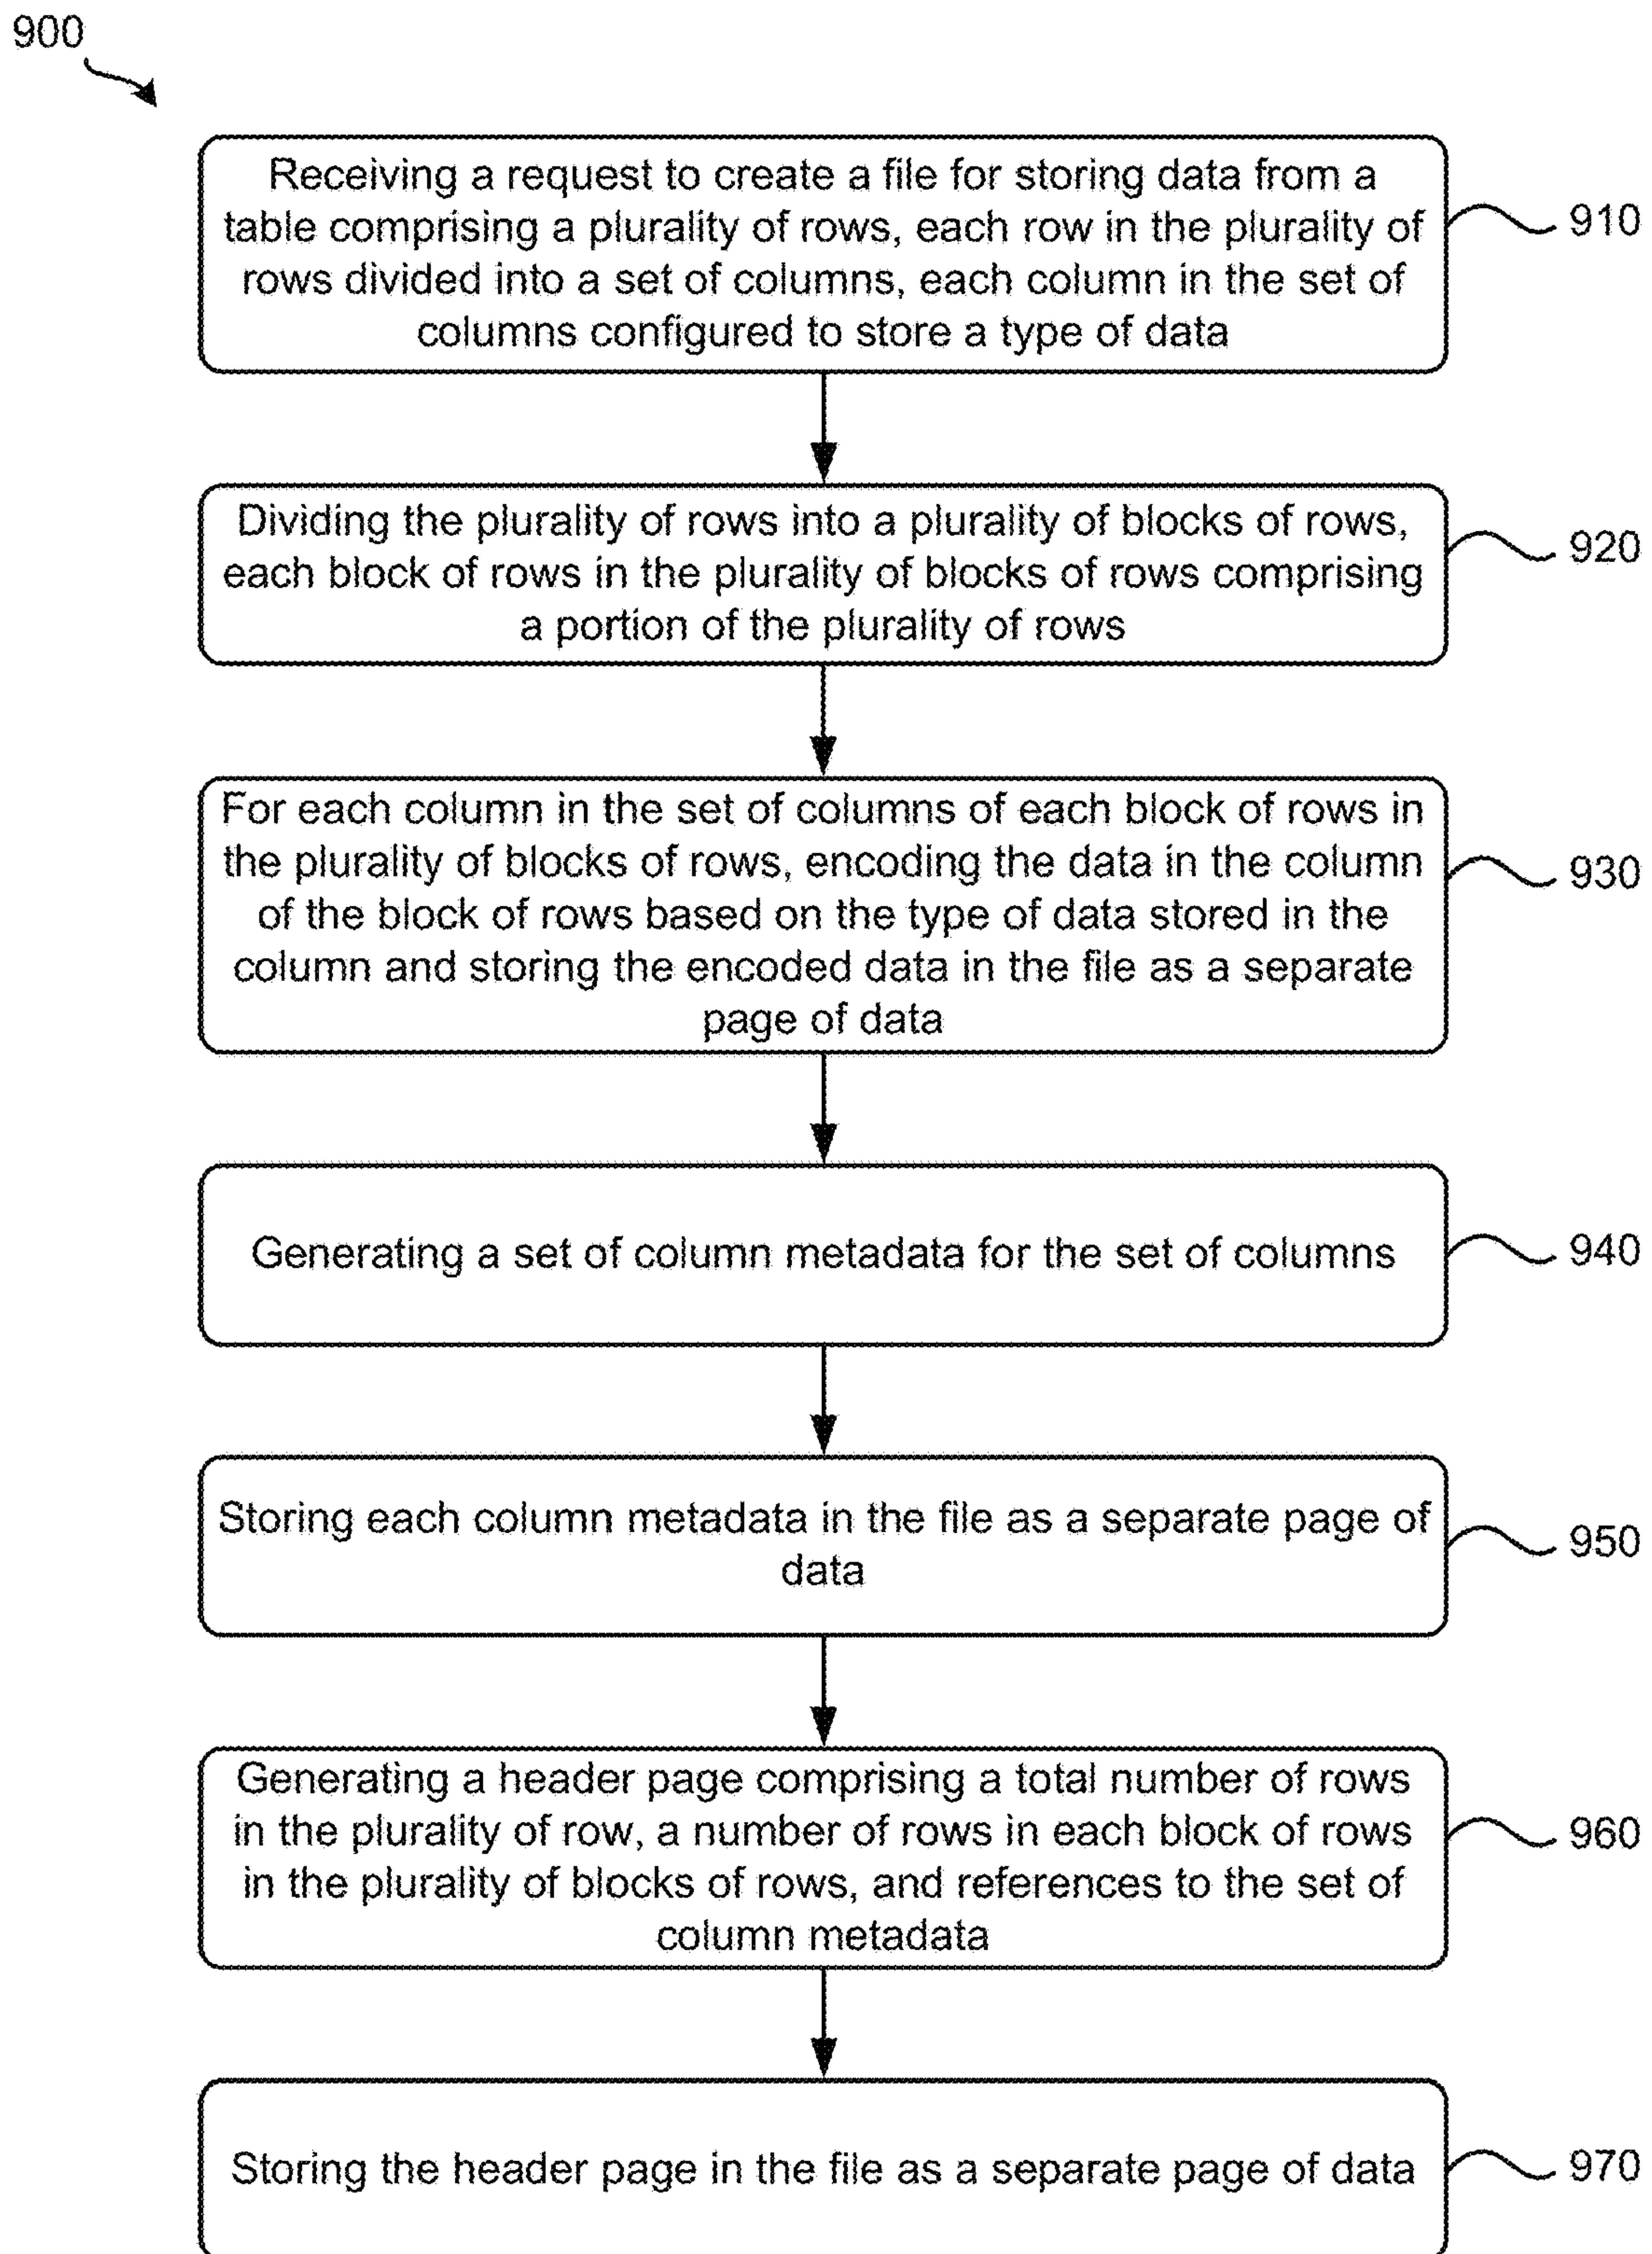 900
Receiving a request to create a file for storing data from a
table comprising a plurality of rows, each row in the plurality of
rows divided into a set of columns, each column in the set of
columns configured to store a type of data
910
Dividing the plurality of rows into a plurality of blocks of rows,
each block of rows in the plurality of blocks of rows comprising
a portion of the plurality of rows
920
For each column in the set of columns of each block of rows in
the plurality of blocks of rows, encoding the data in the column
of the block of rows based on the type of data stored in the
column and storing the encoded data in the file as a separate
page of data
930
Generating a set of column metadata for the set of columns
940
Storing each column metadata in the file as a separate page of
data
950
Generating a header page comprising a total number of rows
in the plurality of row, a number of rows in each block of rows
in the plurality of blocks of rows, and references to the set of
column metadata
960
Storing the header page in the file as a separate page of data
970